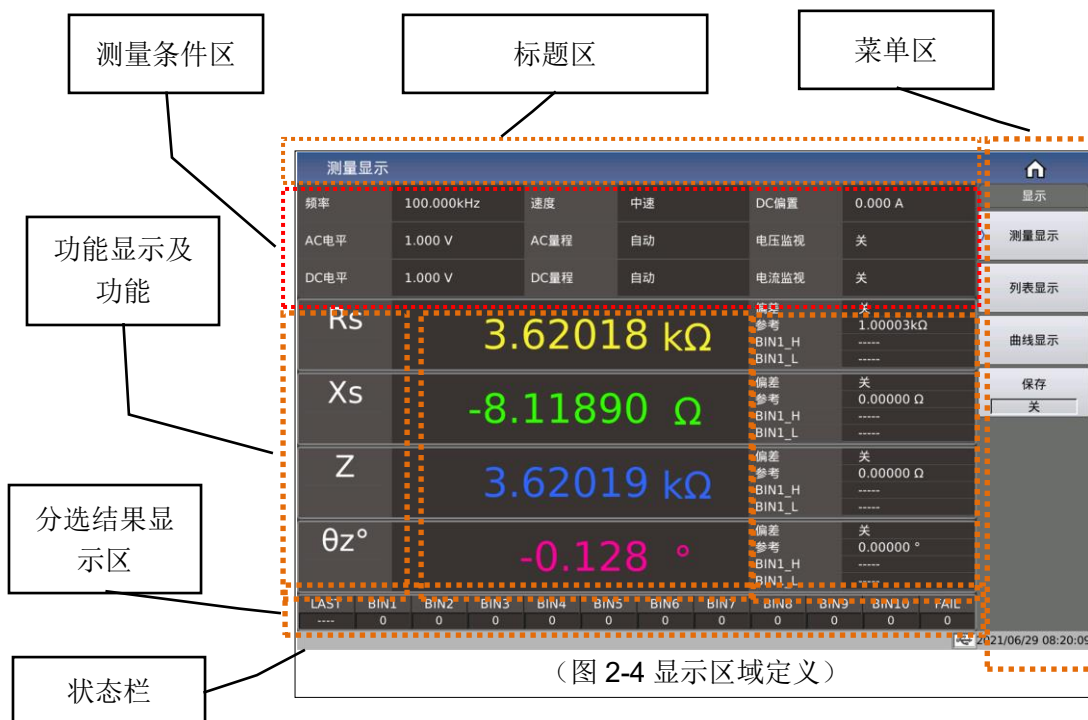 测量条件区
标题区
菜单区
测量显示
显示
频率 100.000kHz 速度 中速 DC偏置 0.000 A
AC电平 1.000 V AC量程 自动 电压监视 关
DC电平 1.000 V DC量程 自动 电流监视 关
测量显示
列表显示
曲线显示
保存
关
功能显示及
功能
Rs 3.62018 kΩ
偏差 关
参考 1.00003kΩ
BIN1_H -----
BIN1_L -----
Xs -8.11890 Ω
偏差 关
参考 0.00000 Ω
BIN1_H -----
BIN1_L -----
Z 3.62019 kΩ
偏差 关
参考 0.00000 Ω
BIN1_H -----
BIN1_L -----
θz° -0.128 °
偏差 关
参考 0.00000 °
BIN1_H -----
BIN1_L -----
分选结果显
示区
LAST BIN1 BIN2 BIN3 BIN4 BIN5 BIN6 BIN7 BIN8 BIN9 BIN10 FAIL
---- 0 0 0 0 0 0 0 0 0 0 0
2021/06/29 08:20:09
状态栏
（图 2-4 显示区域定义）